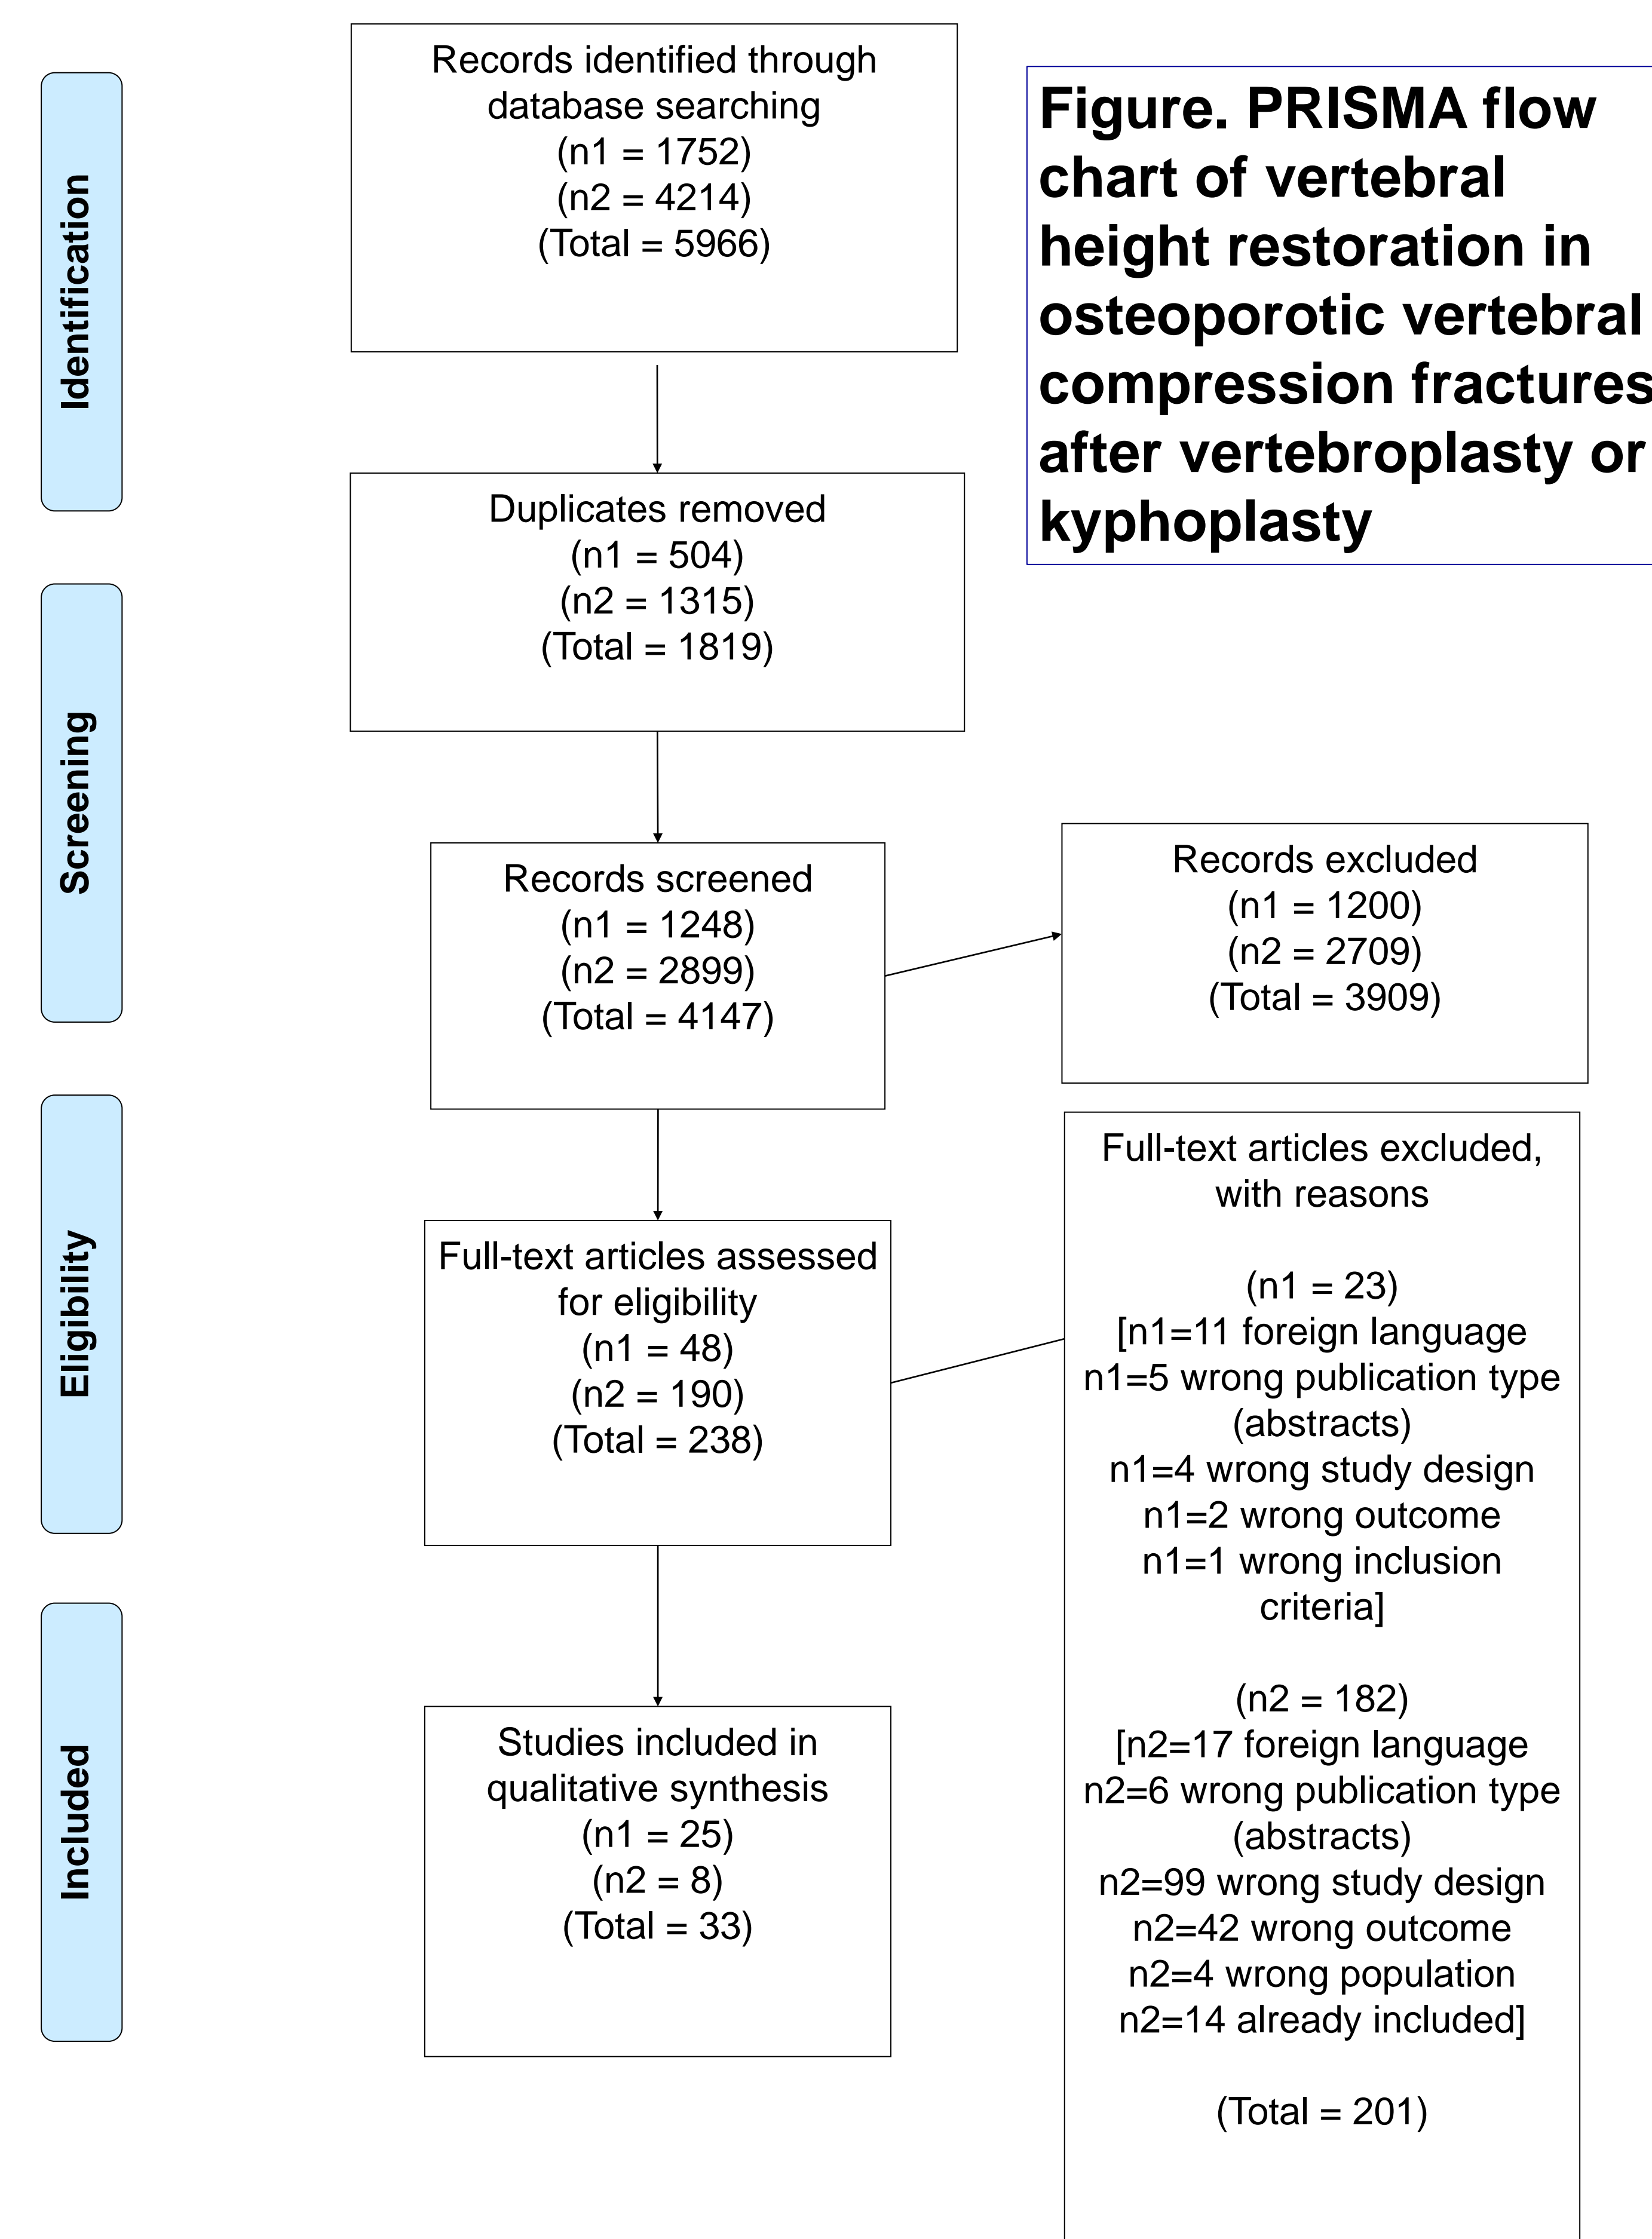 Identification
Records identified through
database searching
(n1 = 1752)
(n2 = 4214)
(Total = 5966)
Figure. PRISMA flow
chart of vertebral
height restoration in
osteoporotic vertebral
compression fractures
after vertebroplasty or
kyphoplasty
Duplicates removed
(n1 = 504)
(n2 = 1315)
(Total = 1819)
Screening
Records screened
(n1 = 1248)
(n2 = 2899)
(Total = 4147)
Records excluded
(n1 = 1200)
(n2 = 2709)
(Total = 3909)
Eligibility
Full-text articles assessed
for eligibility
(n1 = 48)
(n2 = 190)
(Total = 238)
Full-text articles excluded,
with reasons
(n1 = 23)
[n1=11 foreign language
n1=5 wrong publication type
(abstracts)
n1=4 wrong study design
n1=2 wrong outcome
n1=1 wrong inclusion
criteria]
(n2 = 182)
[n2=17 foreign language
n2=6 wrong publication type
(abstracts)
n2=99 wrong study design
n2=42 wrong outcome
n2=4 wrong population
n2=14 already included]
(Total = 201)
Included
Studies included in
qualitative synthesis
(n1 = 25)
(n2 = 8)
(Total = 33)